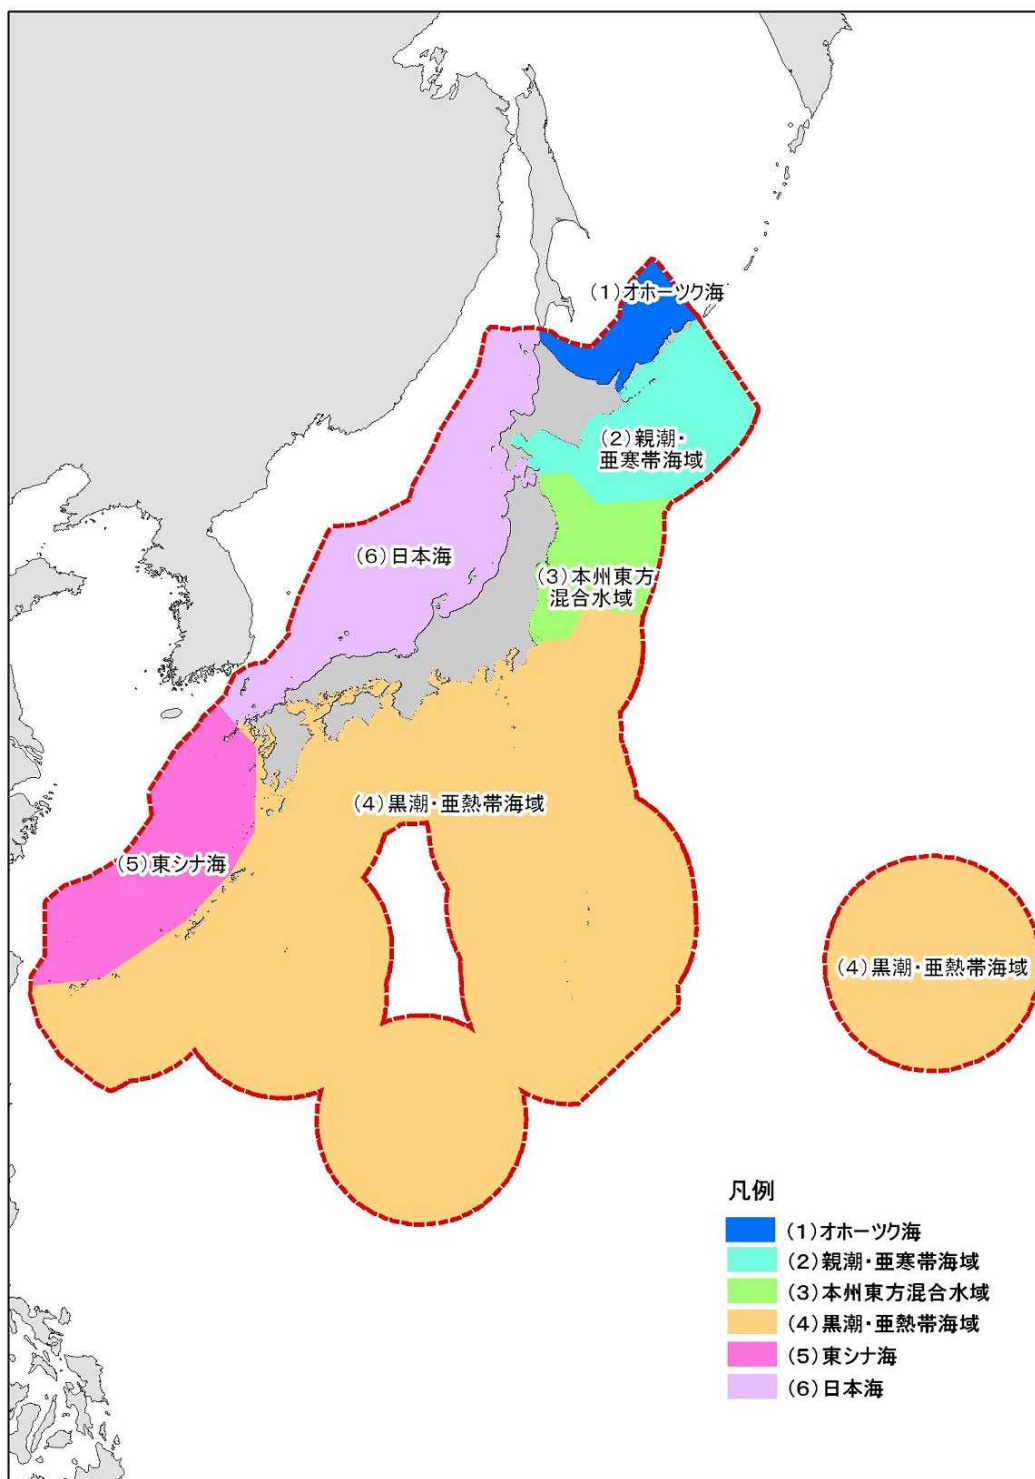 (1)オホーツク海
(2)親潮・
亜寒帯海域
(6)日本海
(3)本州東方
混合水域
(4)黒潮・亜熱帯海域
(5)東シナ海
(4)黒潮・亜熱帯海域
凡例
(1)オホーツク海
(2)親潮・亜寒帯海域
(3)本州東方混合水域
(4)黒潮・亜熱帯海域
(5)東シナ海
(6)日本海